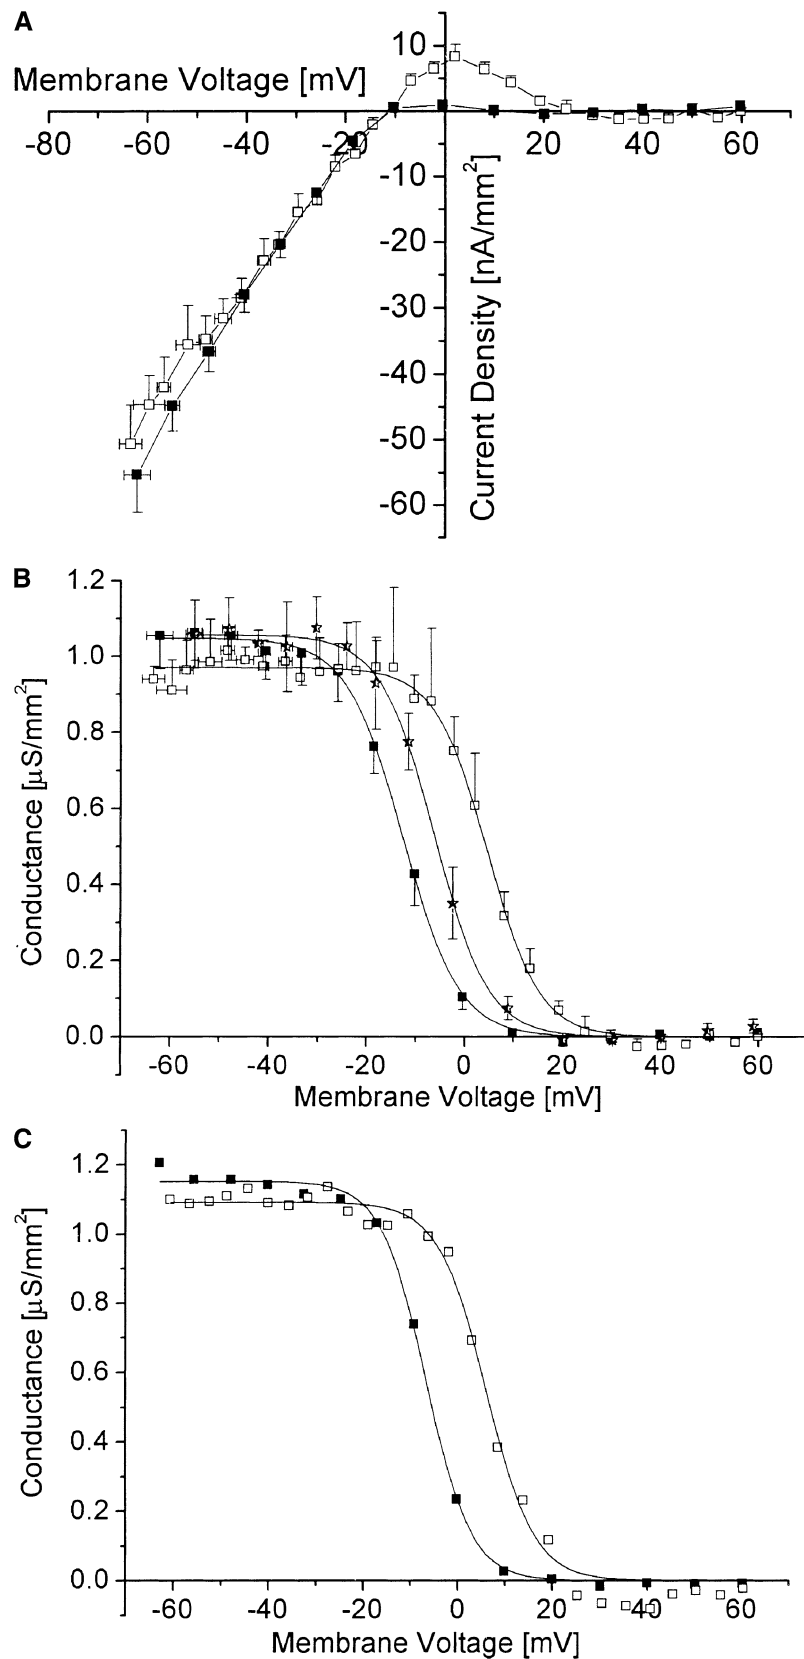 A
Membrane Voltage [mV]
10
-80 -60 -40 -20 20 40 60
-10
-20
-30
-40
-50
-60
Current Density [nA/mm²]
B
1.2
1.0
0.8
0.6
0.4
0.2
0.0
Conductance [μS/mm²]
-60 -40 -20 0 20 40 60
Membrane Voltage [mV]
C
1.2
1.0
0.8
0.6
0.4
0.2
0.0
Conductance [μS/mm²]
-60 -40 -20 0 20 40 60
Membrane Voltage [mV]